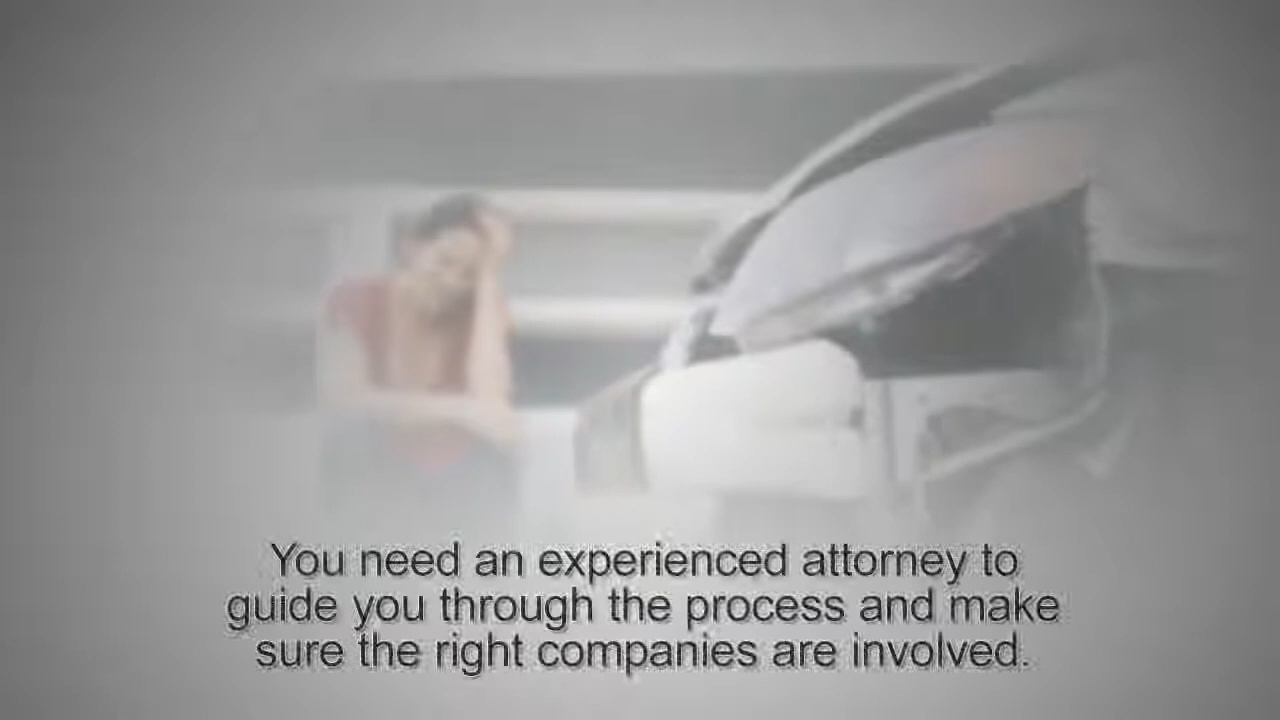 You need an experienced attorney to
guide you through the process and make
sure the right companies are involved.